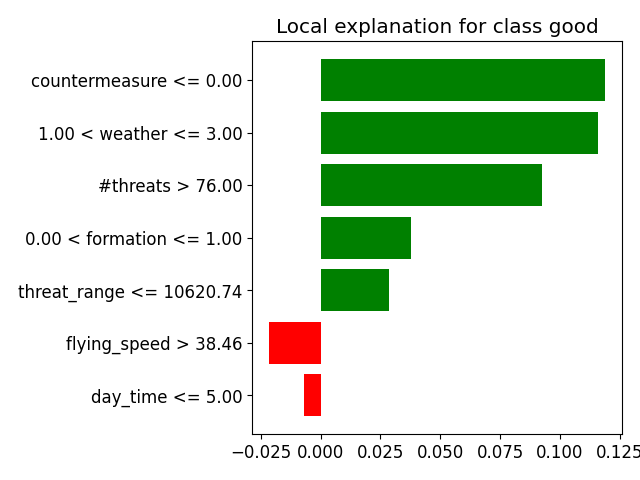 Local explanation for class good
countermeasure <= 0.00
1.00 < weather <= 3.00
#threats > 76.00
0.00 < formation <= 1.00
threat_range <= 10620.74
flying_speed > 38.46
day_time <= 5.00
−0.025 0.000 0.025 0.050 0.075 0.100 0.125